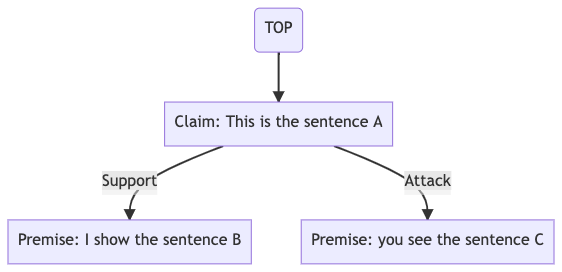 TOP
Claim: This is the sentence A
Support
Attack
Premise: I show the sentence B
Premise: you see the sentence C